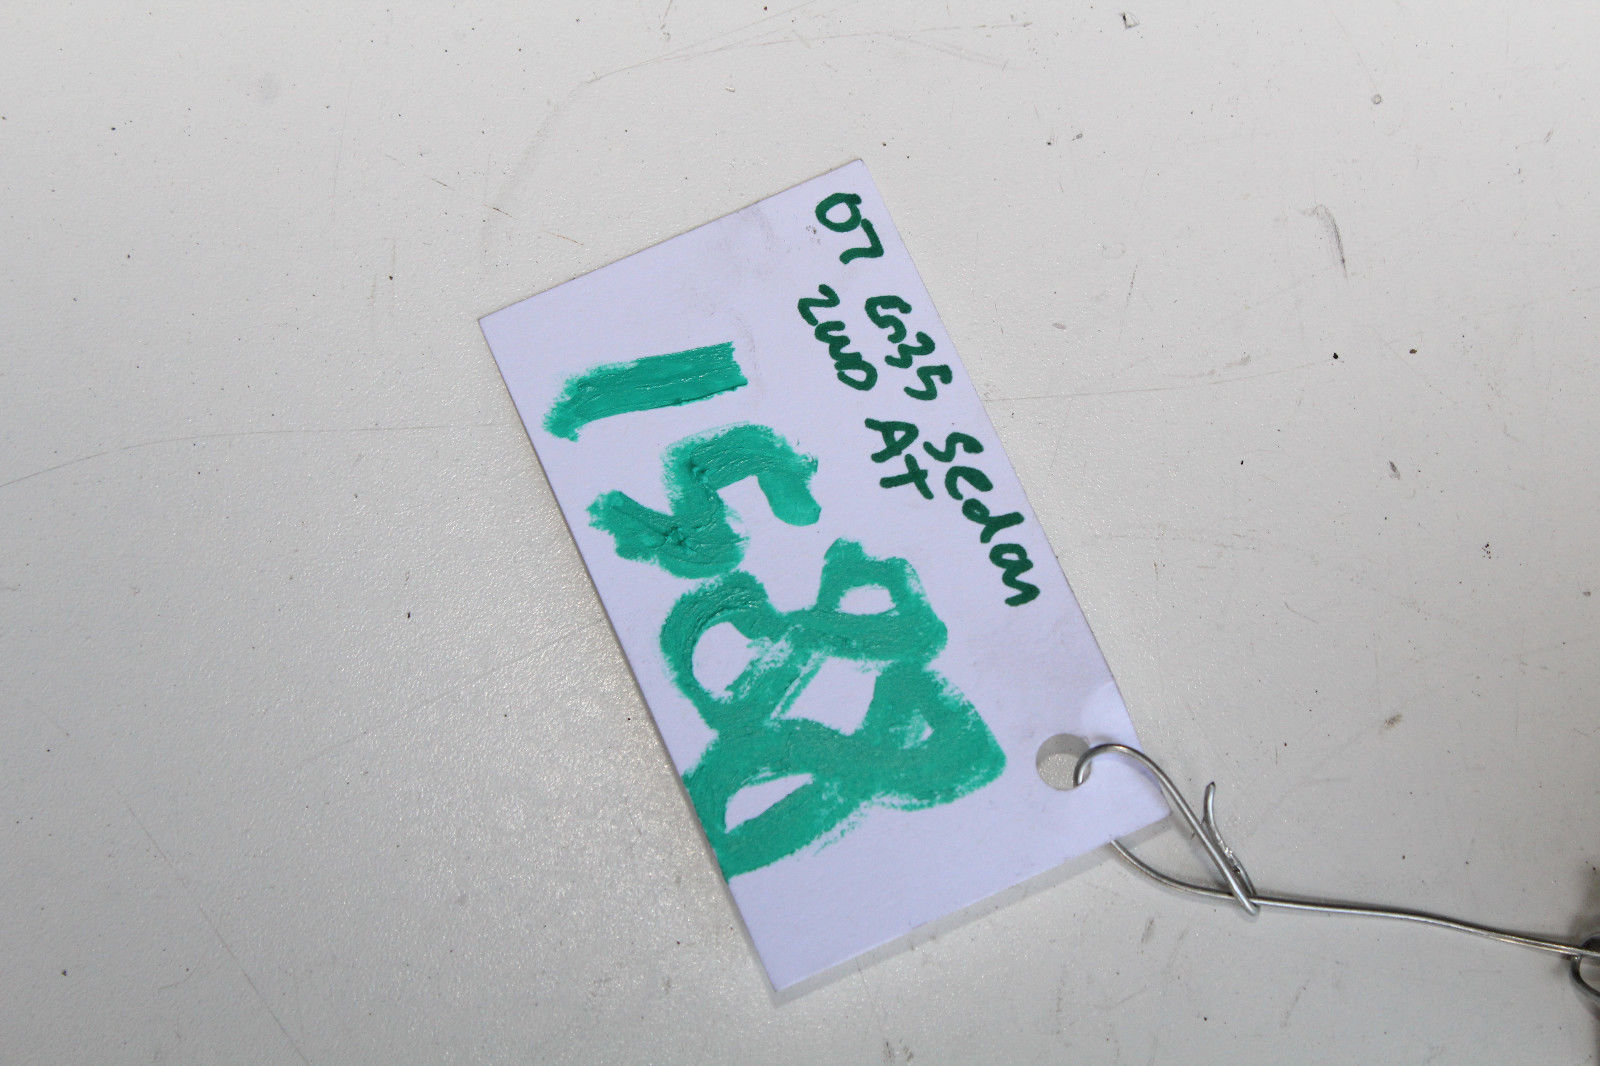 07 G35 Sedan
2WD AT
1588